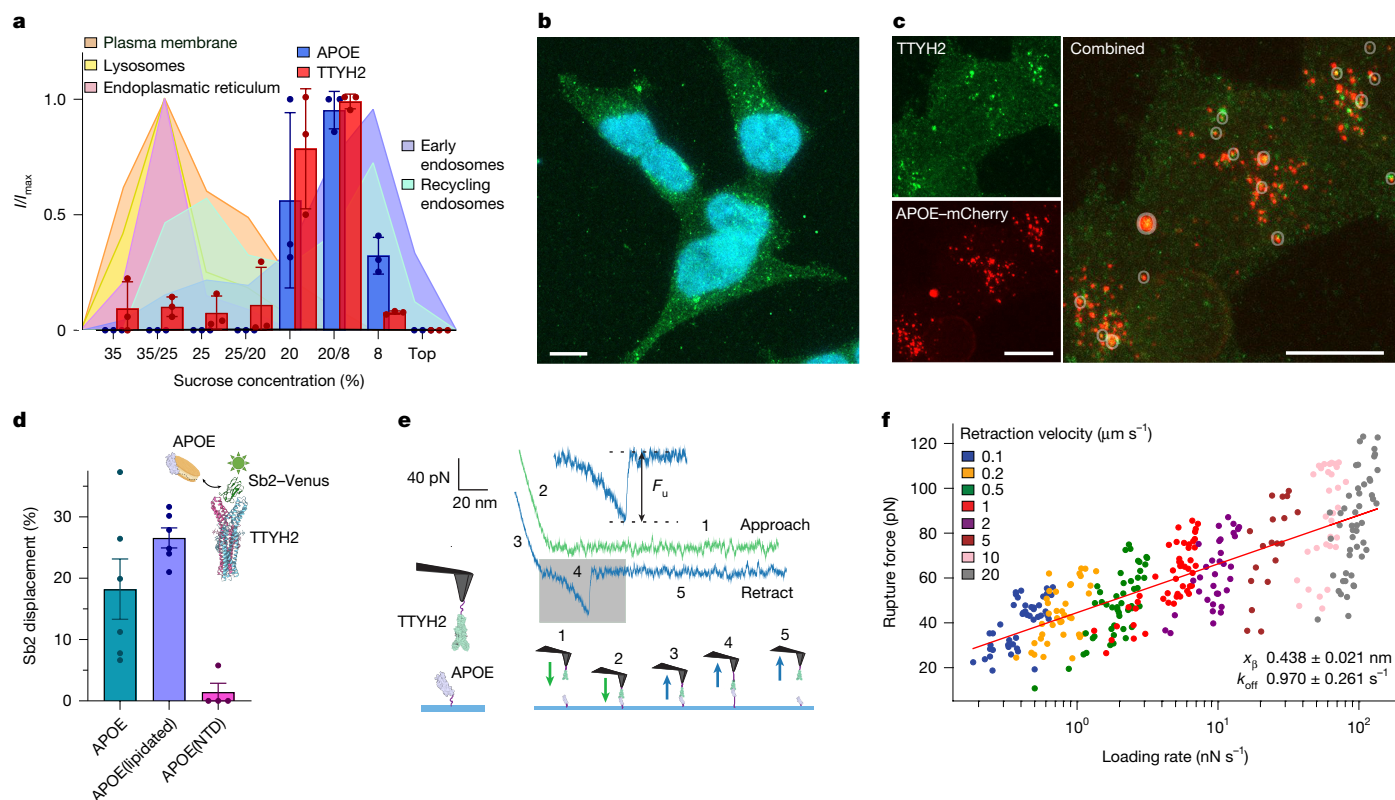 a
Plasma membrane
Lysosomes
Endoplasmatic reticulum
APOE
TTYH2
Early
endosomes
Recycling
endosomes
1.0
0.5
0
I/Imax
35
35/25
25
25/20
20
20/8
8
Top
Sucrose concentration (%)
b
c
TTYH2
APOE–mCherry
Combined
d
APOE
Sb2–Venus
TTYH2
30
20
10
0
Sb2 displacement (%)
APOE
APOE(lipidated)
APOE(NTD)
e
40 pN
20 nm
Fu
2
1
Approach
3
4
5
Retract
TTYH2
APOE
1
2
3
4
5
f
Retraction velocity (μm s−1)
0.1
0.2
0.5
1
2
5
10
20
120
100
80
60
40
20
Rupture force (pN)
xβ 0.438 ± 0.021 nm
koff 0.970 ± 0.261 s−1
10⁰
10¹
10²
Loading rate (nN s−1)